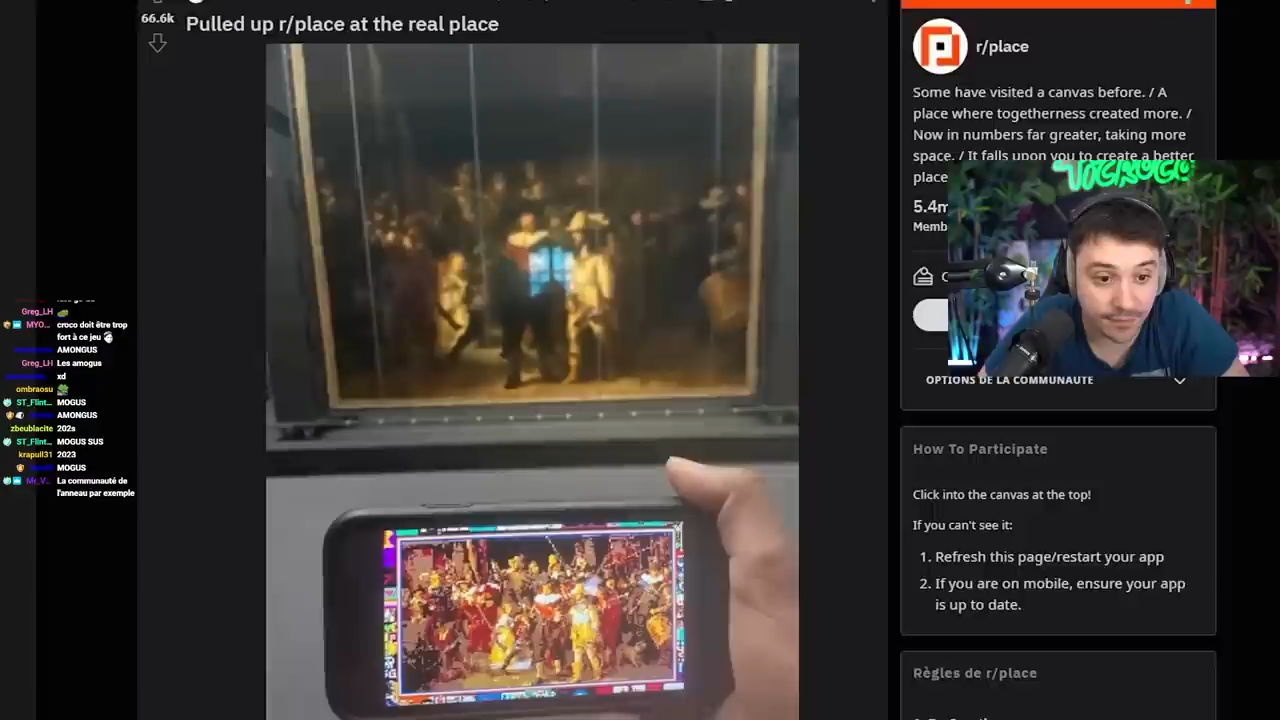 66.6k
Pulled up r/place at the real place
r/place
Some have visited a canvas before. / A
place where togetherness created more. /
Now in numbers far greater, taking more
space. / It falls upon you to create a better
place
5.4m
Memb
OPTIONS DE LA COMMUNAUTÉ
How To Participate
Click into the canvas at the top!
If you can't see it:
1. Refresh this page/restart your app
2. If you are on mobile, ensure your app
is up to date.
Règles de r/place
Greg_LH
MYO... croco doit être trop
fort à ce jeu
AMONGUS
Greg_LH Les amogus
xd
ombraosu
ST_Flint... MOGUS
AMONGUS
zbeublacite 202s
ST_Flint... MOGUS SUS
krapull31 2023
MOGUS
Mr_V... La communauté de
l'anneau par exemple